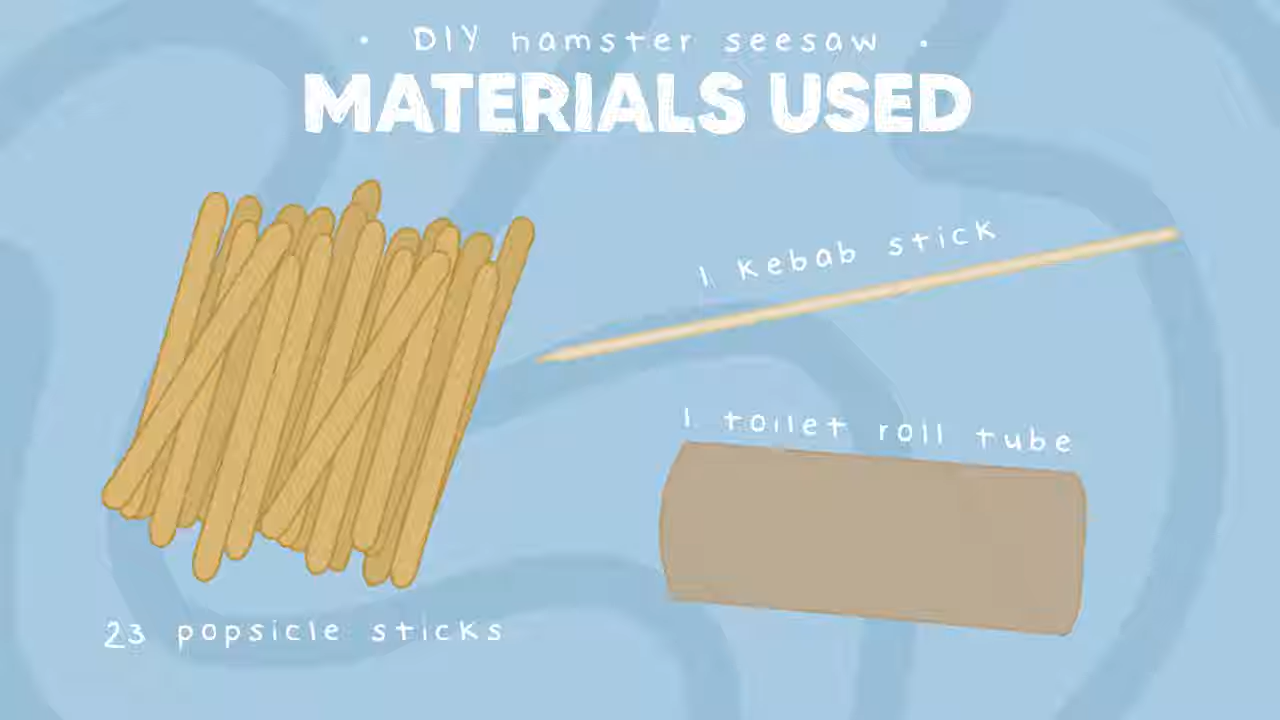 • DIY hamster seesaw •
MATERIALS USED
1 kebab stick
1 toilet roll tube
23 popsicle sticks